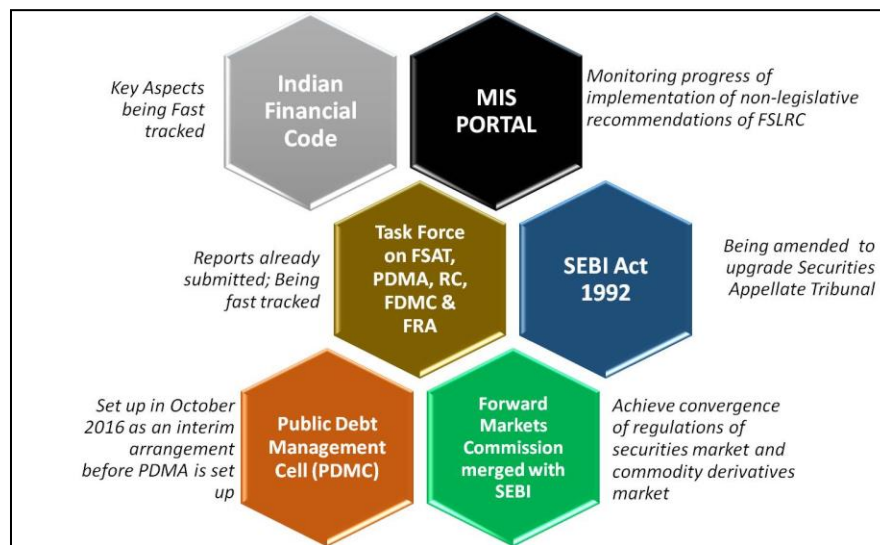 Key Aspects
being Fast
tracked
Indian
Financial
Code
MIS
PORTAL
Monitoring progress of
implementation of non-legislative
recommendations of FSLRC
Reports already
submitted; Being
fast tracked
Task Force
on FSAT,
PDMA, RC,
FDMC &
FRA
SEBI Act
1992
Being amended to
upgrade Securities
Appellate Tribunal
Set up in October
2016 as an interim
arrangement
before PDMA is set
up
Public Debt
Management
Cell (PDMC)
Forward
Markets
Commission
merged with
SEBI
Achieve convergence
of regulations of
securities market and
commodity derivatives
market